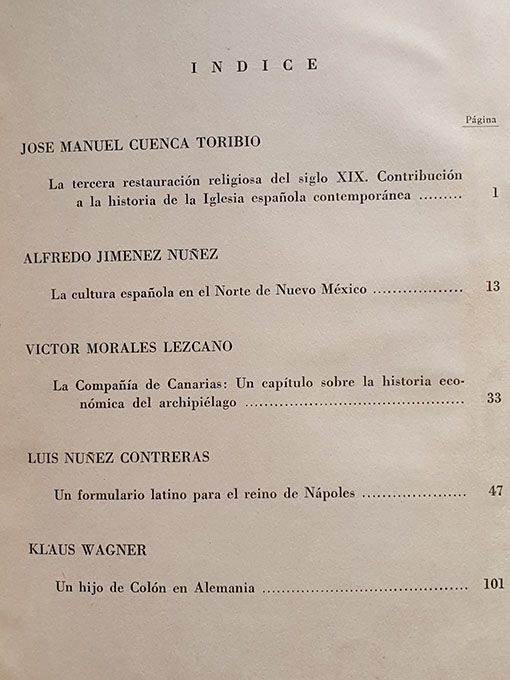 I N D I C E
Página
JOSE MANUEL CUENCA TORIBIO
La tercera restauración religiosa del siglo XIX. Contribución
a la historia de la Iglesia española contemporánea ......... 1
ALFREDO JIMENEZ NUÑEZ
La cultura española en el Norte de Nuevo México .................. 13
VICTOR MORALES LEZCANO
La Compañía de Canarias: Un capítulo sobre la historia eco-
nómica del archipiélago ............................................ 33
LUIS NUÑEZ CONTRERAS
Un formulario latino para el reino de Nápoles ..................... 47
KLAUS WAGNER
Un hijo de Colón en Alemania .......................................... 101